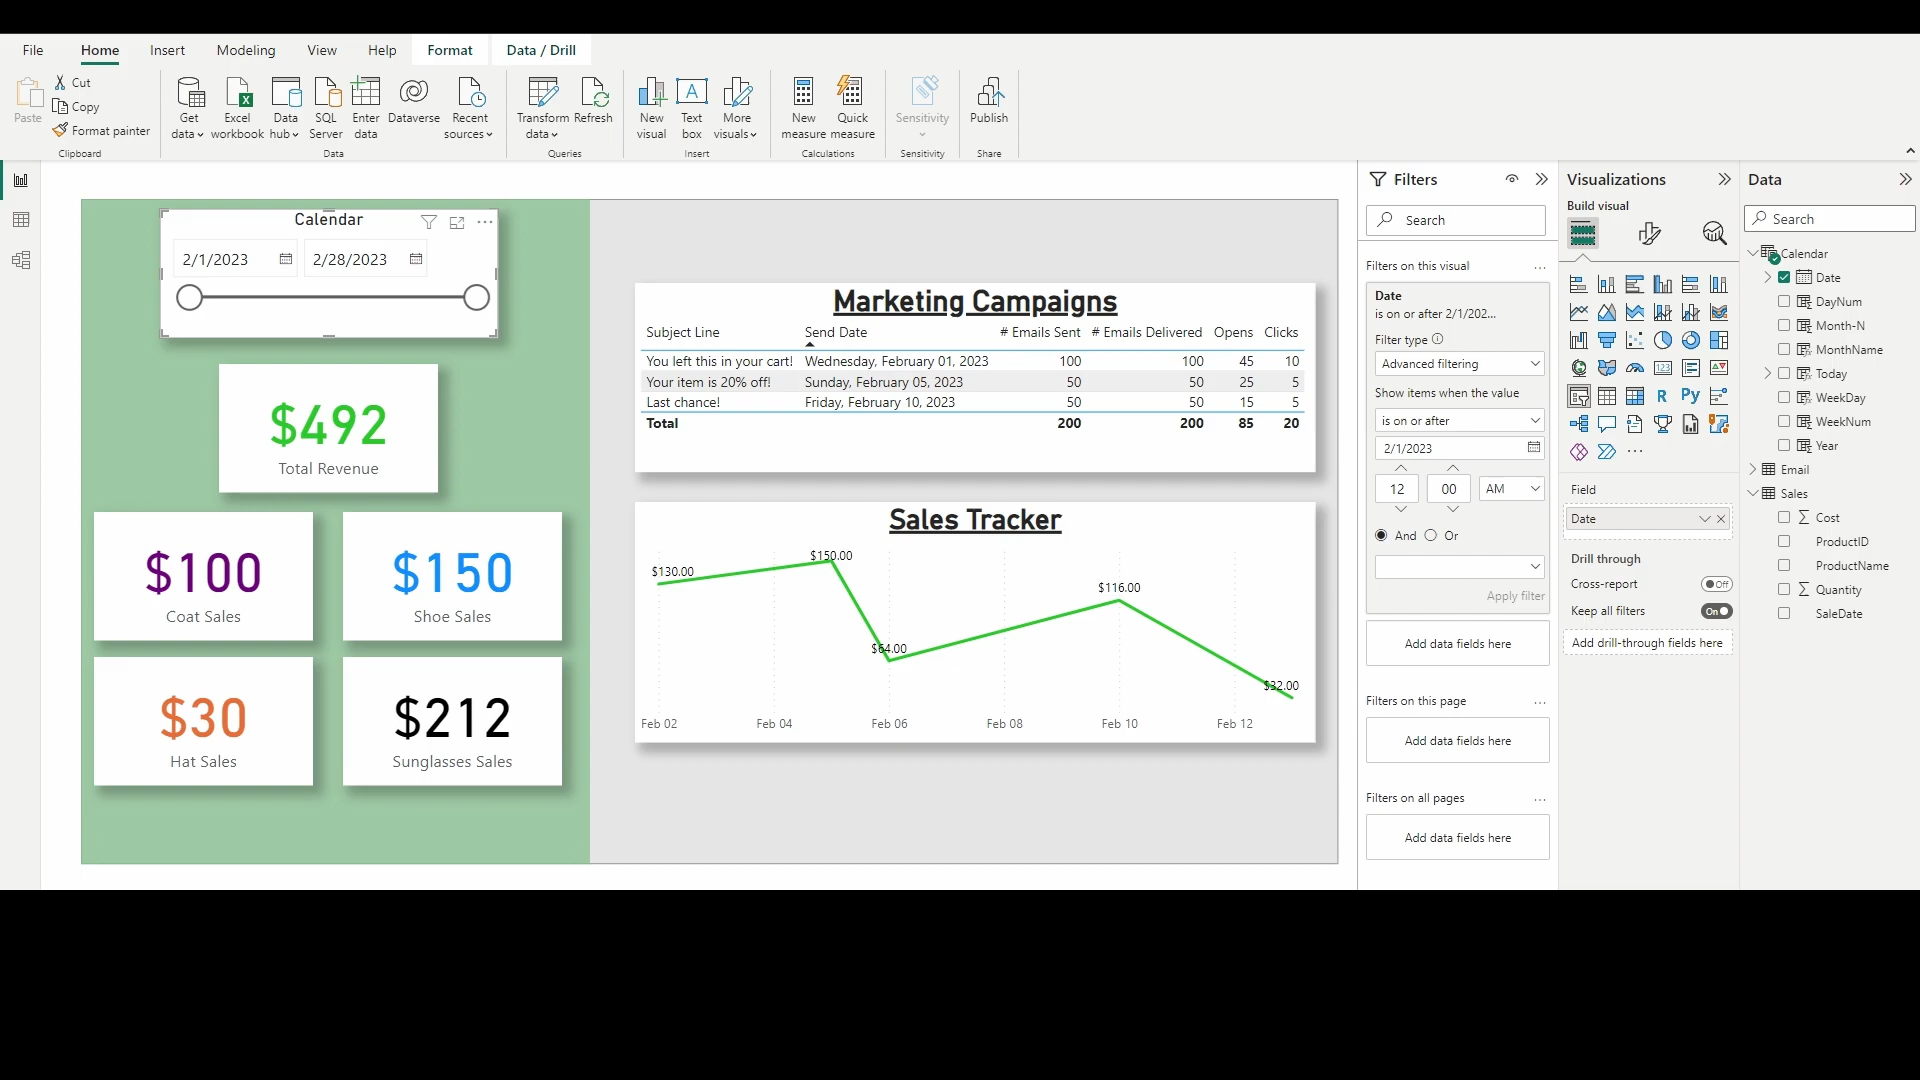 File Home Insert Modeling View Help Format Data / Drill
Paste
Cut
Copy
Format painter
Clipboard
Get data
Excel workbook
Data hub
SQL Server
Enter data
Dataverse
Recent sources
Data
Transform data
Refresh
Queries
New visual
Text box
More visuals
Insert
New measure
Quick measure
Calculations
Sensitivity
Sensitivity
Publish
Share
Calendar
2/1/2023 2/28/2023
$492
Total Revenue
$100
Coat Sales
$150
Shoe Sales
$30
Hat Sales
$212
Sunglasses Sales
Marketing Campaigns
Subject Line Send Date # Emails Sent # Emails Delivered Opens Clicks
You left this in your cart! Wednesday, February 01, 2023 100 100 45 10
Your item is 20% off! Sunday, February 05, 2023 50 50 25 5
Last chance! Friday, February 10, 2023 50 50 15 5
Total 200 200 85 20
Sales Tracker
$130.00 $150.00 $64.00 $116.00 $32.00
Feb 02 Feb 04 Feb 06 Feb 08 Feb 10 Feb 12
Filters
Search
Filters on this visual ...
Date
is on or after 2/1/202...
Filter type
Advanced filtering
Show items when the value
is on or after
2/1/2023
12 00 AM
And Or
Apply filter
Add data fields here
Filters on this page ...
Add data fields here
Filters on all pages ...
Add data fields here
Visualizations
Build visual
123
R Py
...
Field
Date
Drill through
Cross-report Off
Keep all filters On
Add drill-through fields here
Data
Search
Calendar
Date
DayNum
Month-N
MonthName
Today
WeekDay
WeekNum
Year
Email
Sales
Cost
ProductID
ProductName
Quantity
SaleDate